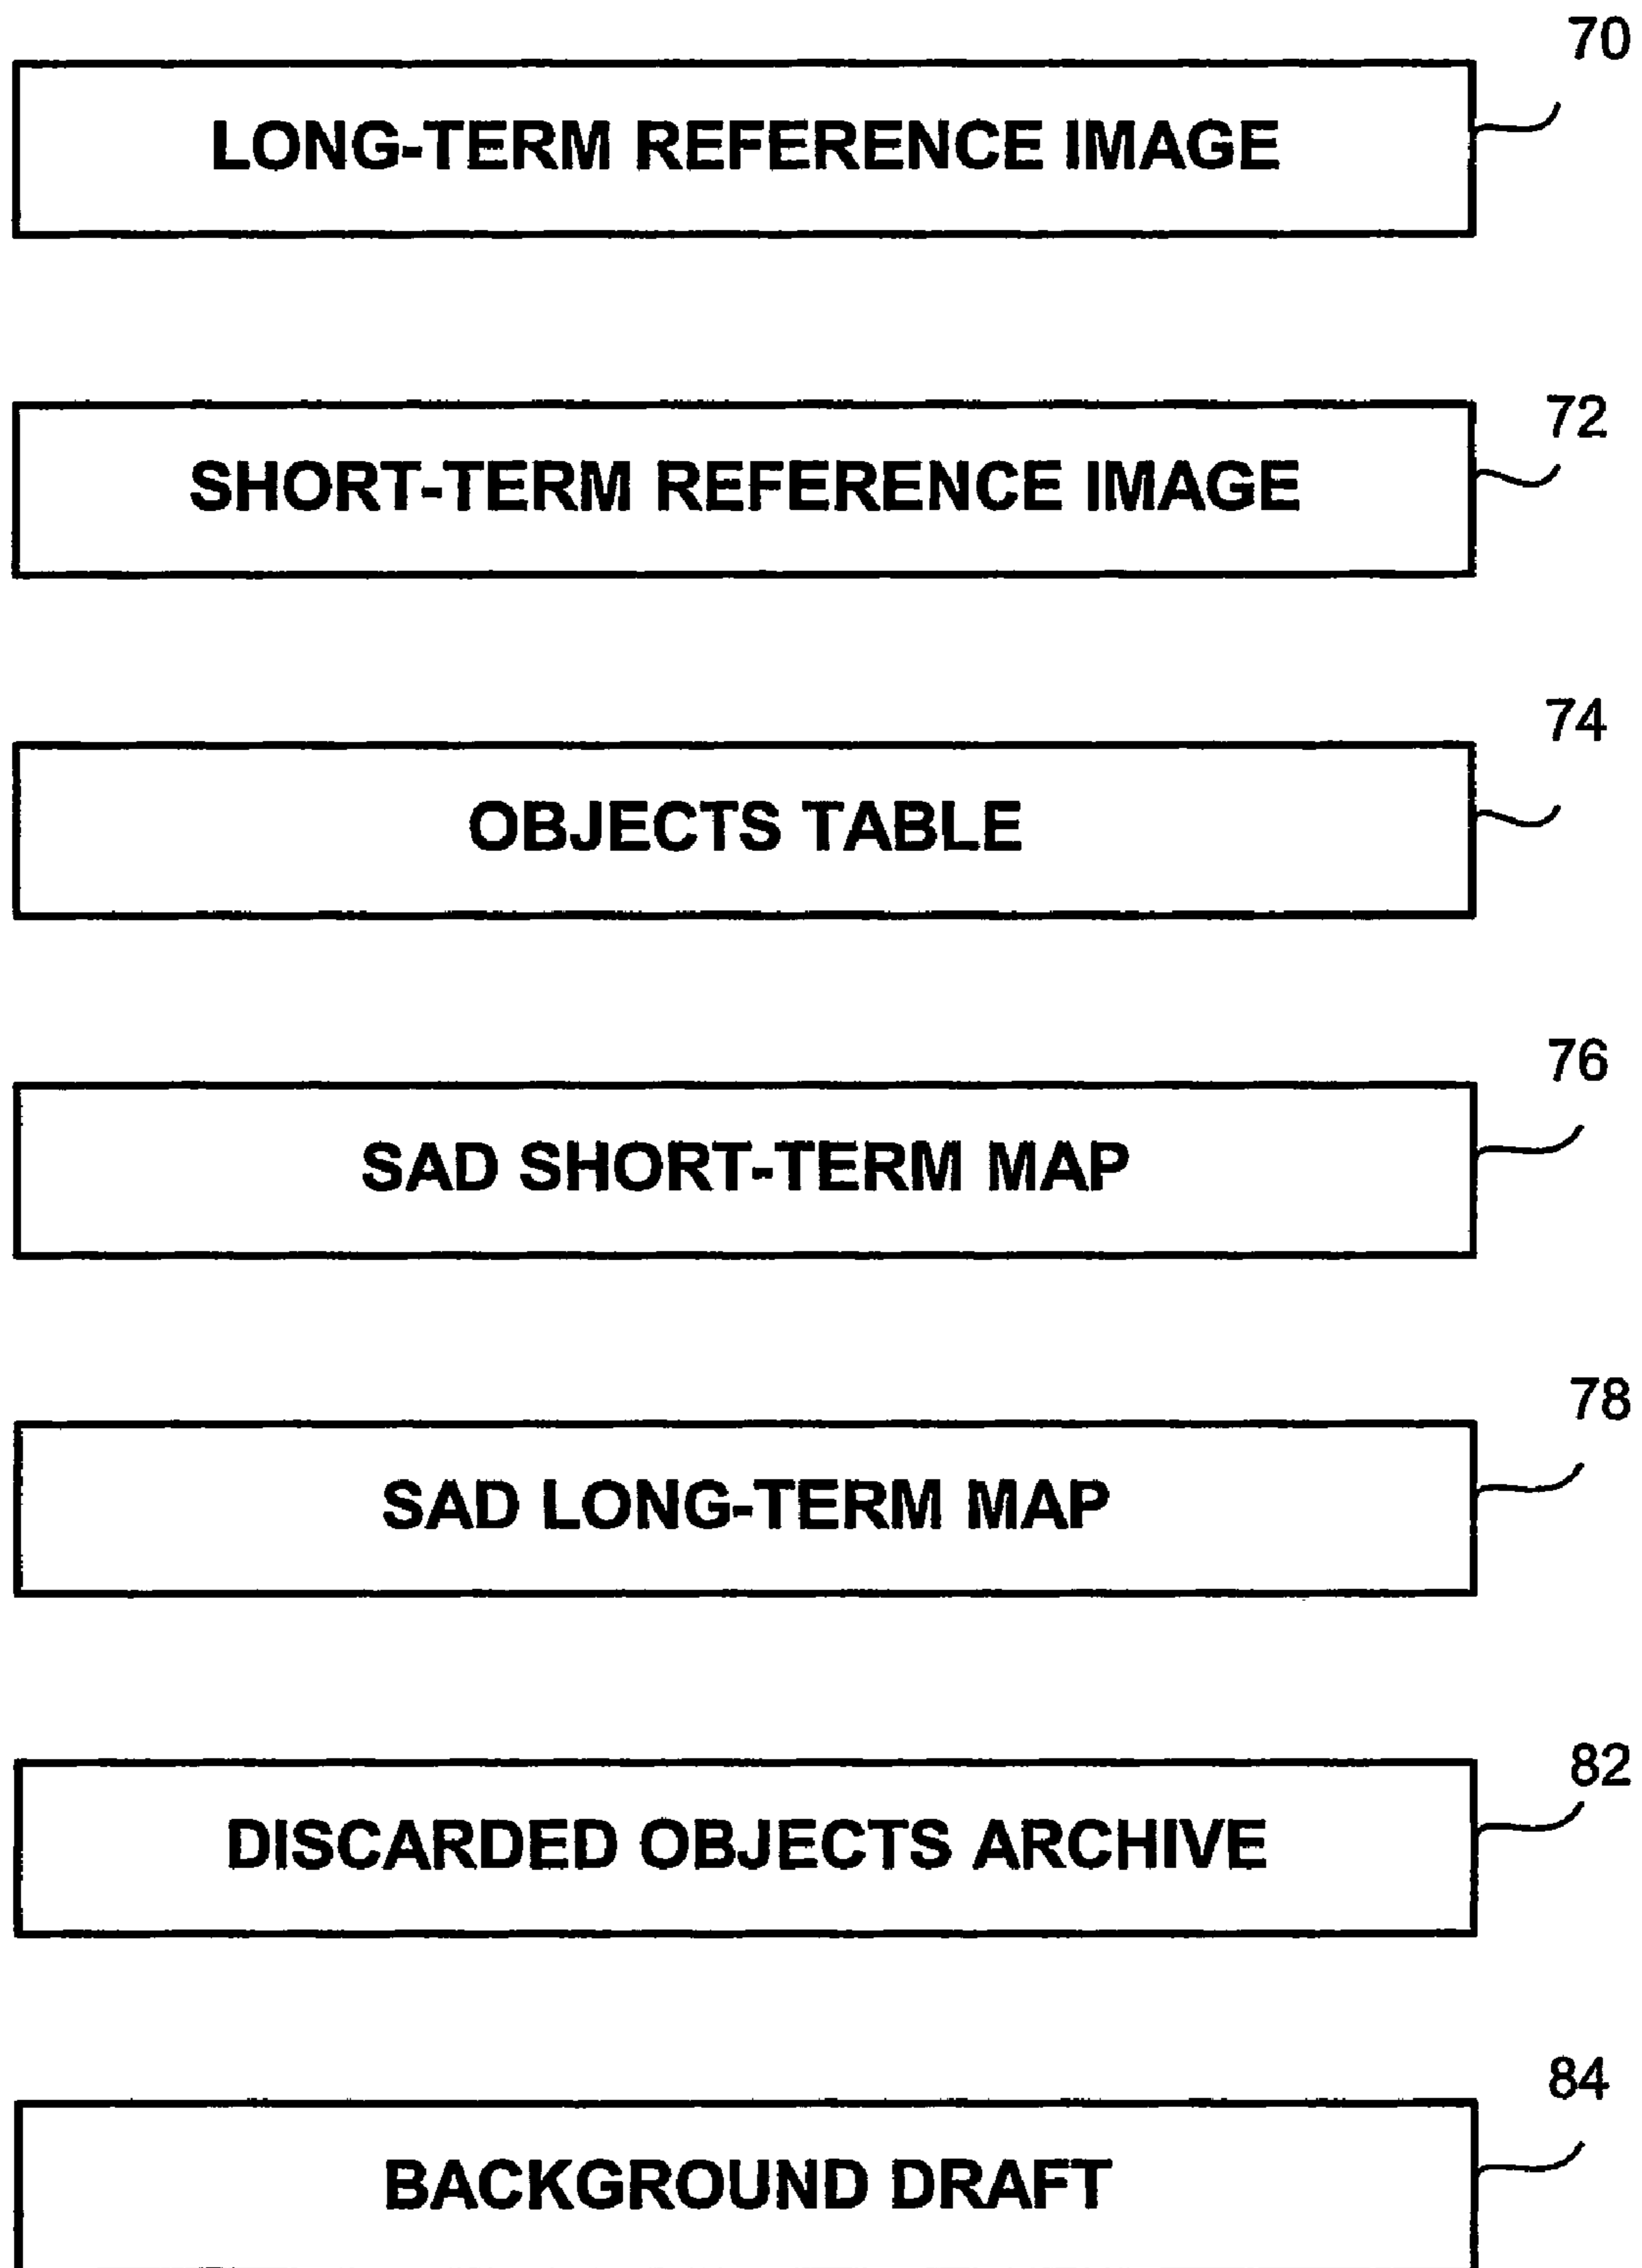 70
LONG-TERM REFERENCE IMAGE
72
SHORT-TERM REFERENCE IMAGE
74
OBJECTS TABLE
76
SAD SHORT-TERM MAP
78
SAD LONG-TERM MAP
82
DISCARDED OBJECTS ARCHIVE
84
BACKGROUND DRAFT